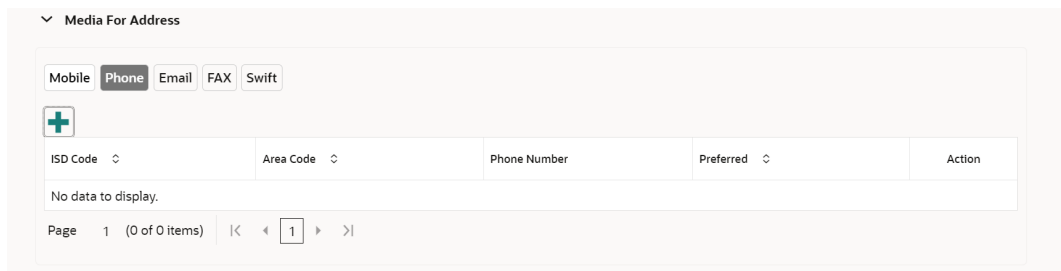 Media For Address
Mobile Phone Email FAX Swift
ISD Code Area Code Phone Number Preferred Action
No data to display.
Page 1 (0 of 0 items) 1